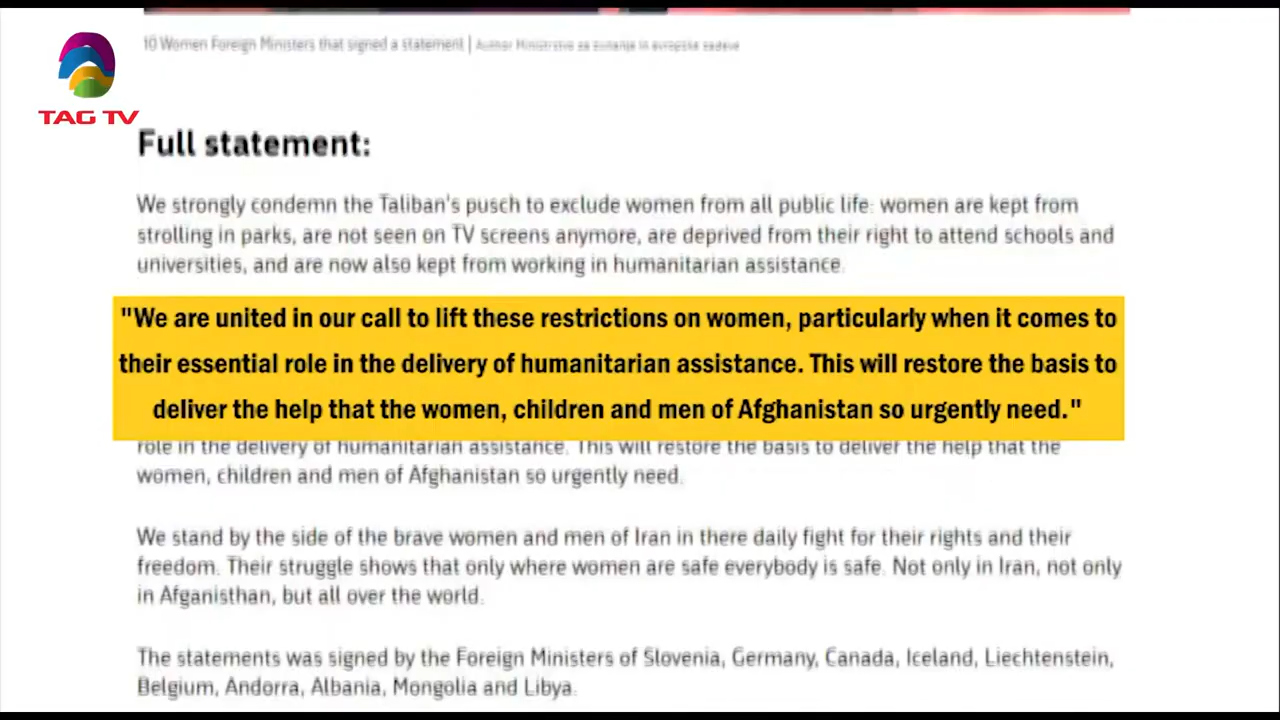 10 Women Foreign Ministers that signed a statement | Author Ministrstvo za zunanje in evropske zadeve
TAG TV
Full statement:
We strongly condemn the Taliban's pusch to exclude women from all public life: women are kept from
strolling in parks, are not seen on TV screens anymore, are deprived from their right to attend schools and
universities, and are now also kept from working in humanitarian assistance.
"We are united in our call to lift these restrictions on women, particularly when it comes to
their essential role in the delivery of humanitarian assistance. This will restore the basis to
deliver the help that the women, children and men of Afghanistan so urgently need."
role in the delivery of humanitarian assistance. This will restore the basis to deliver the help that the
women, children and men of Afghanistan so urgently need.
We stand by the side of the brave women and men of Iran in there daily fight for their rights and their
freedom. Their struggle shows that only where women are safe everybody is safe. Not only in Iran, not only
in Afganisthan, but all over the world.
The statements was signed by the Foreign Ministers of Slovenia, Germany, Canada, Iceland, Liechtenstein,
Belgium, Andorra, Albania, Mongolia and Libya.